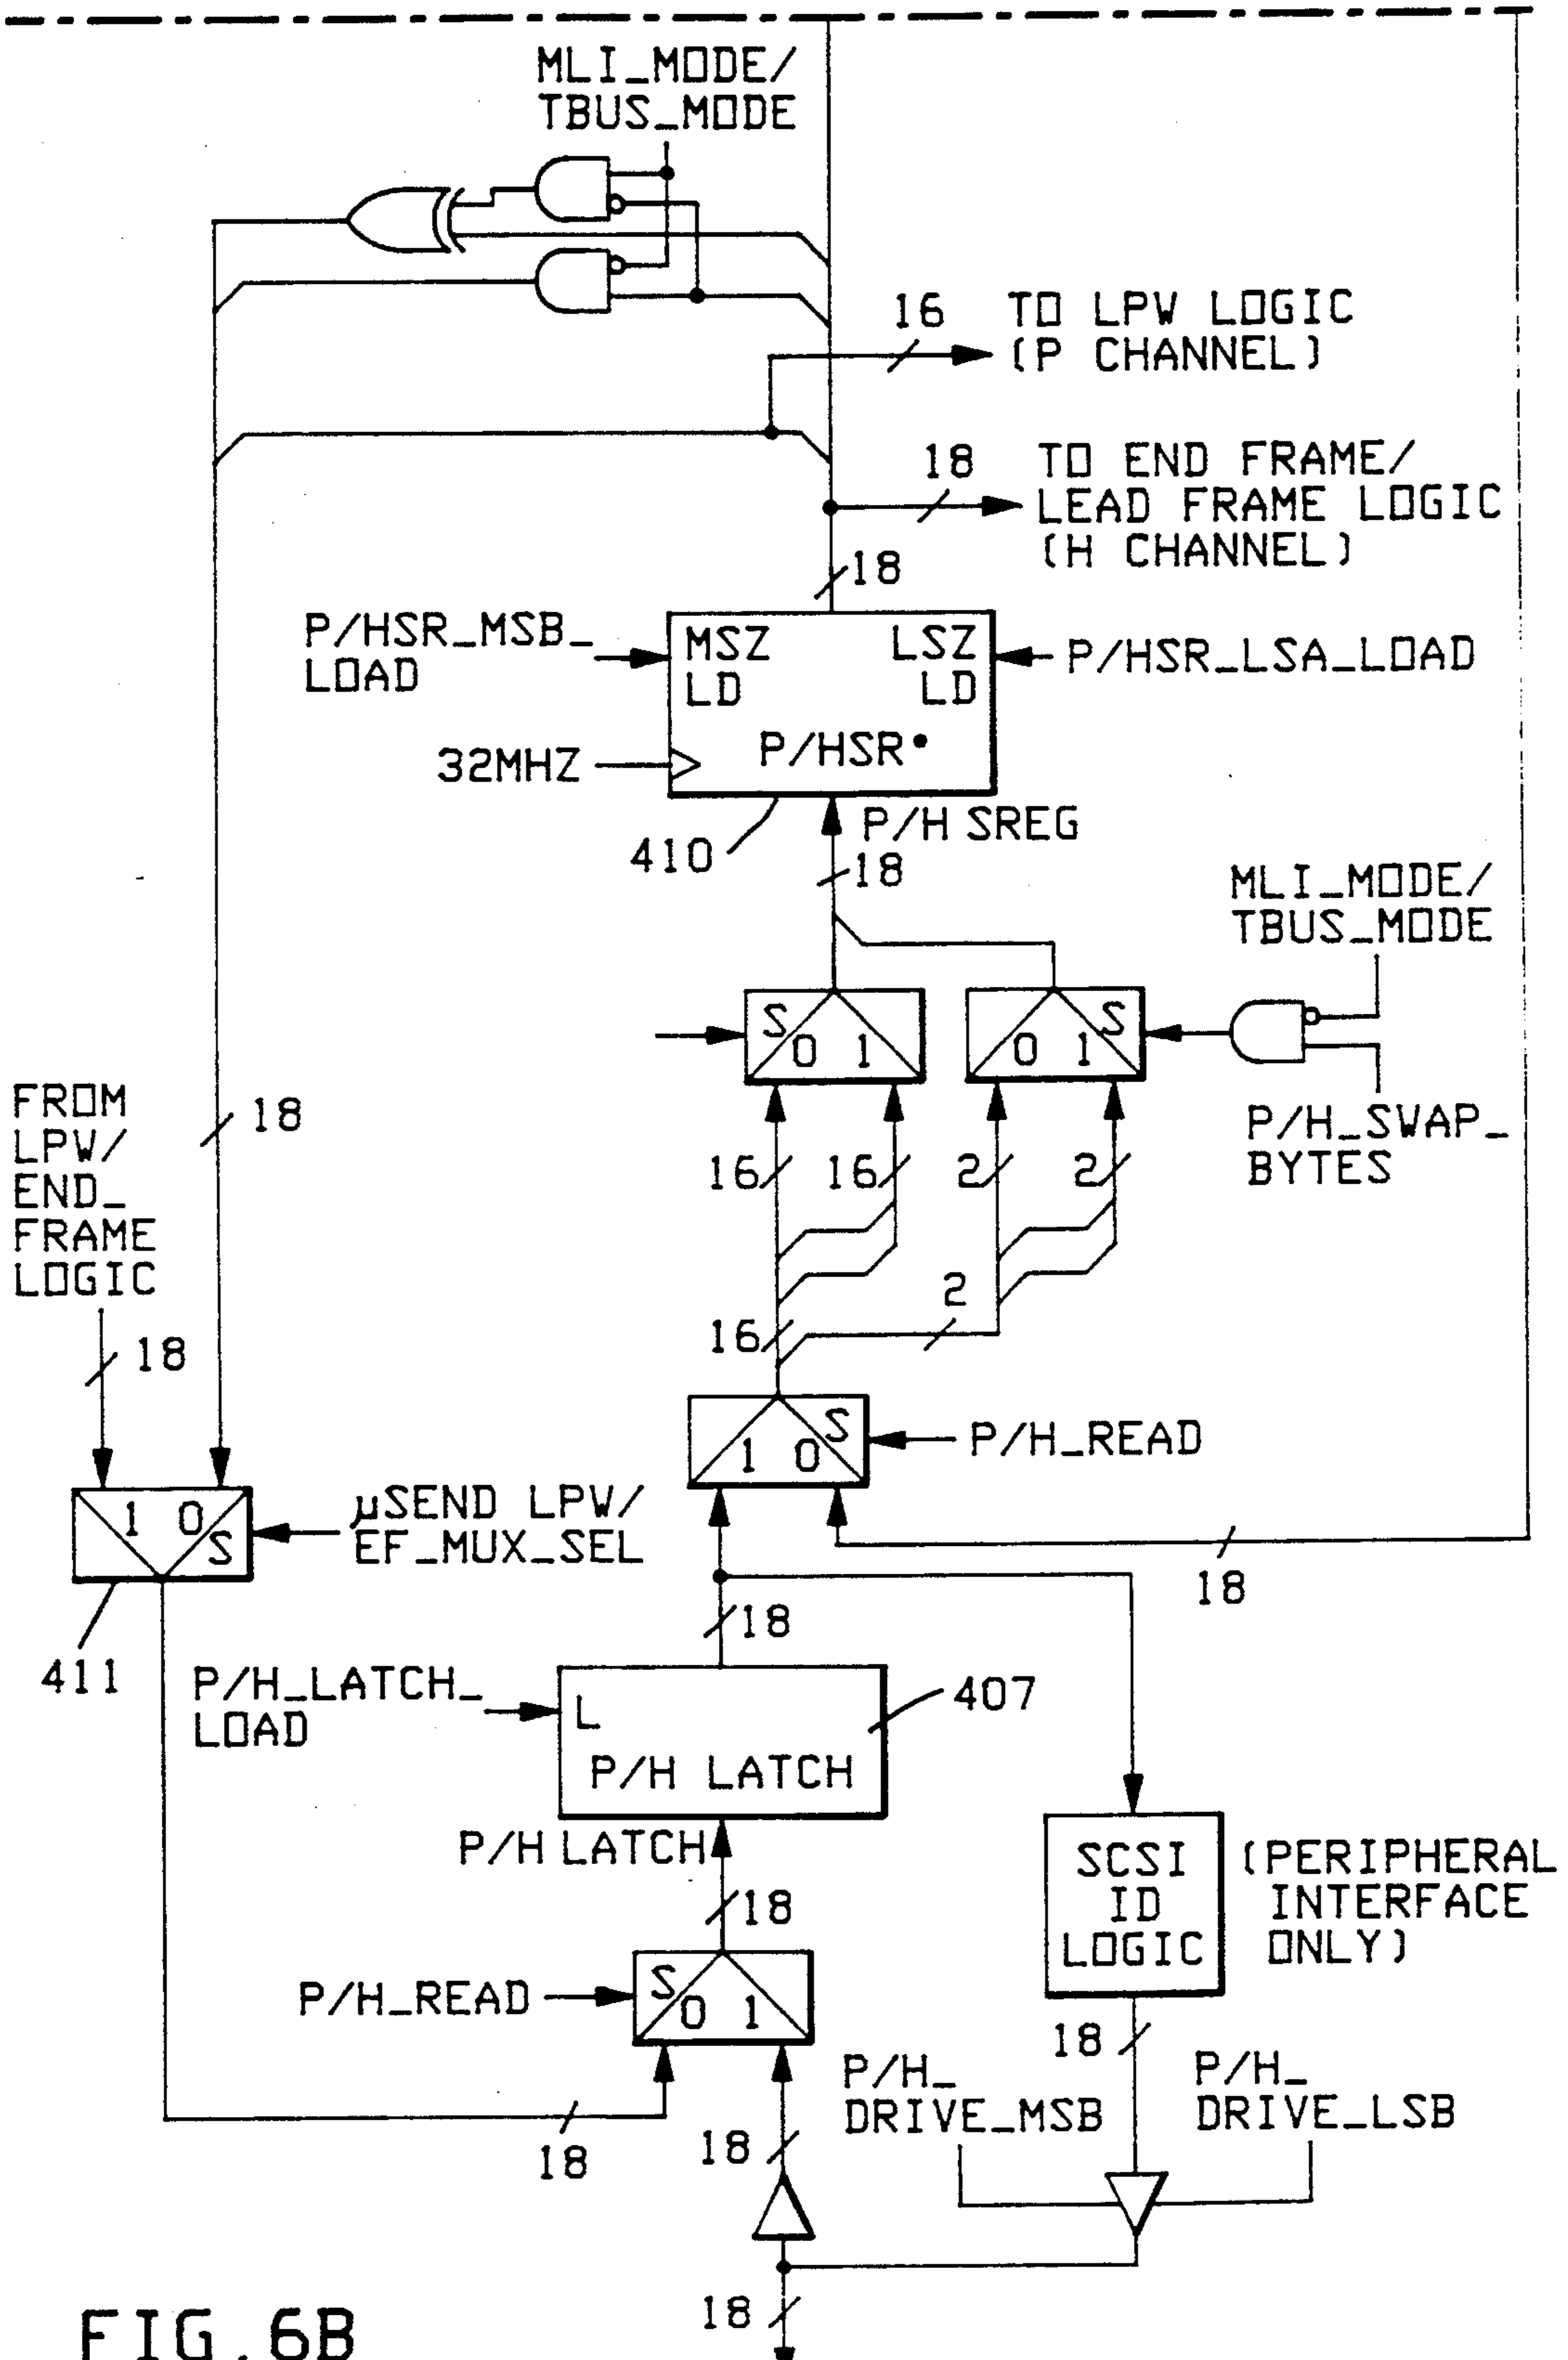 MLI_MODE/
TBUS_MODE
16
TO LPW LOGIC
(P CHANNEL)
18
TO END FRAME/
LEAD FRAME LOGIC
(H CHANNEL)
18
P/HSR_MSB_
LOAD
MSZ
LD
LSZ
LD
P/HSR_LSA_LOAD
32MHZ
P/HSR•
410
P/H SREG
18
MLI_MODE/
TBUS_MODE
S
0 1
S
0 1
FROM
LPW/
END_
FRAME
LOGIC
18
P/H_SWAP_
BYTES
16
16
2
2
2
16
18
S
1 0
P/H_READ
1 0
S
µSEND LPW/
EF_MUX_SEL
18
411
18
P/H_LATCH_
LOAD
L
P/H LATCH
407
P/H LATCH
18
SCSI
ID
LOGIC
(PERIPHERAL
INTERFACE
ONLY)
P/H_READ
S
0 1
18
P/H_
DRIVE_MSB
P/H_
DRIVE_LSB
18
18
18
FIG.6B